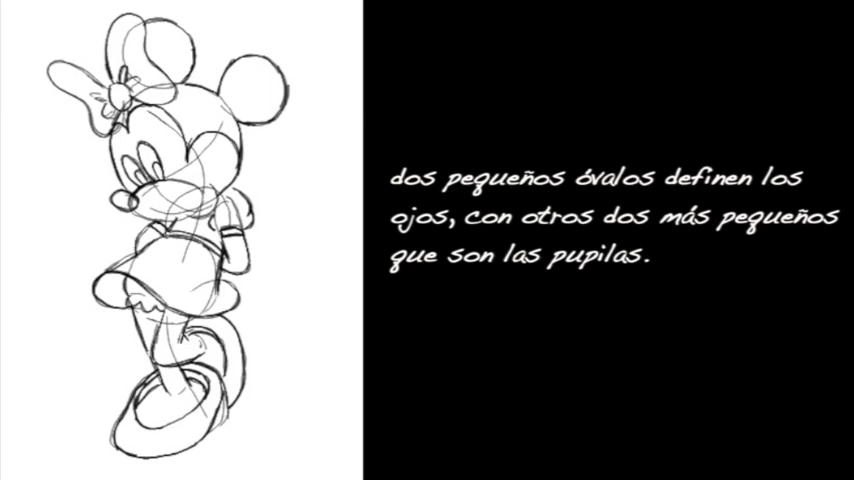 dos pequeños óvalos definen los
ojos, con otros dos más pequeños
que son las pupilas.